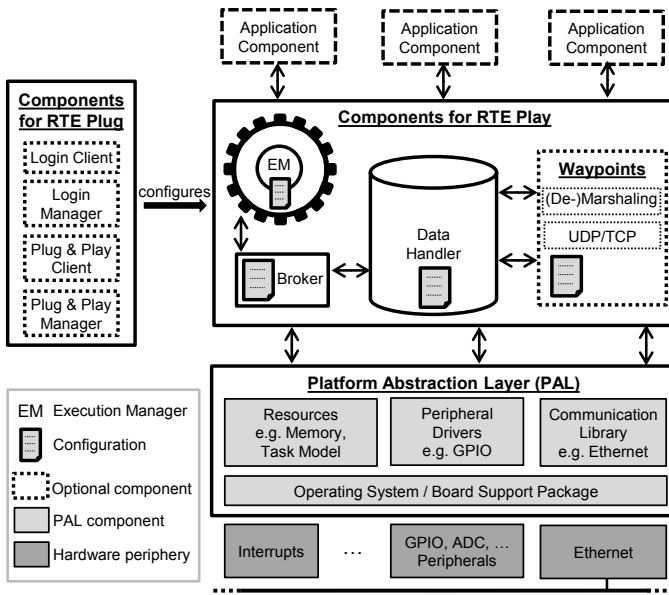 Application
Component
Application
Component
Application
Component
Components
for RTE Plug
Login Client
Login
Manager
Plug & Play
Client
Plug & Play
Manager
configures
Components for RTE Play
EM
Broker
Data
Handler
Waypoints
(De-)Marshaling
UDP/TCP
Platform Abstraction Layer (PAL)
Resources
e.g. Memory,
Task Model
Peripheral
Drivers
e.g. GPIO
Communication
Library
e.g. Ethernet
Operating System / Board Support Package
Interrupts
...
GPIO, ADC, ...
Peripherals
Ethernet
EM Execution Manager
Configuration
Optional component
PAL component
Hardware periphery